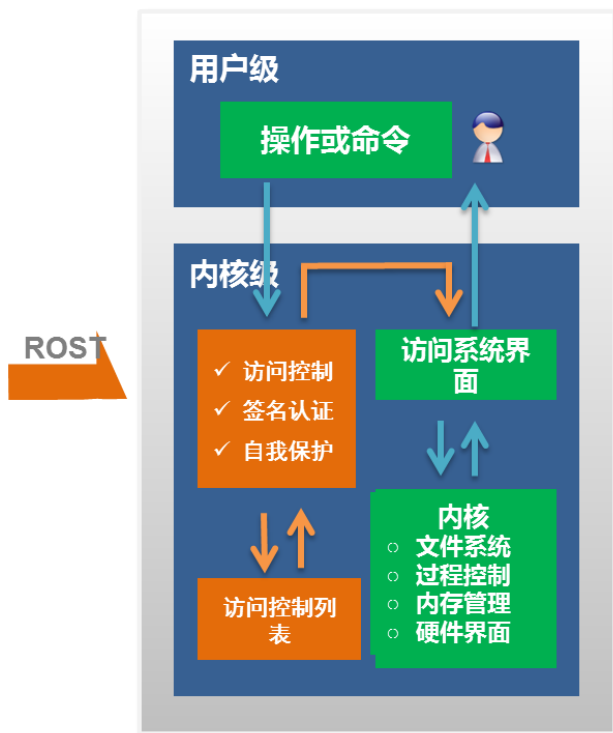 用户级
操作或命令
内核级
ROST
访问控制
签名认证
自我保护
访问系统界
面
内核
文件系统
过程控制
内存管理
硬件界面
访问控制列
表